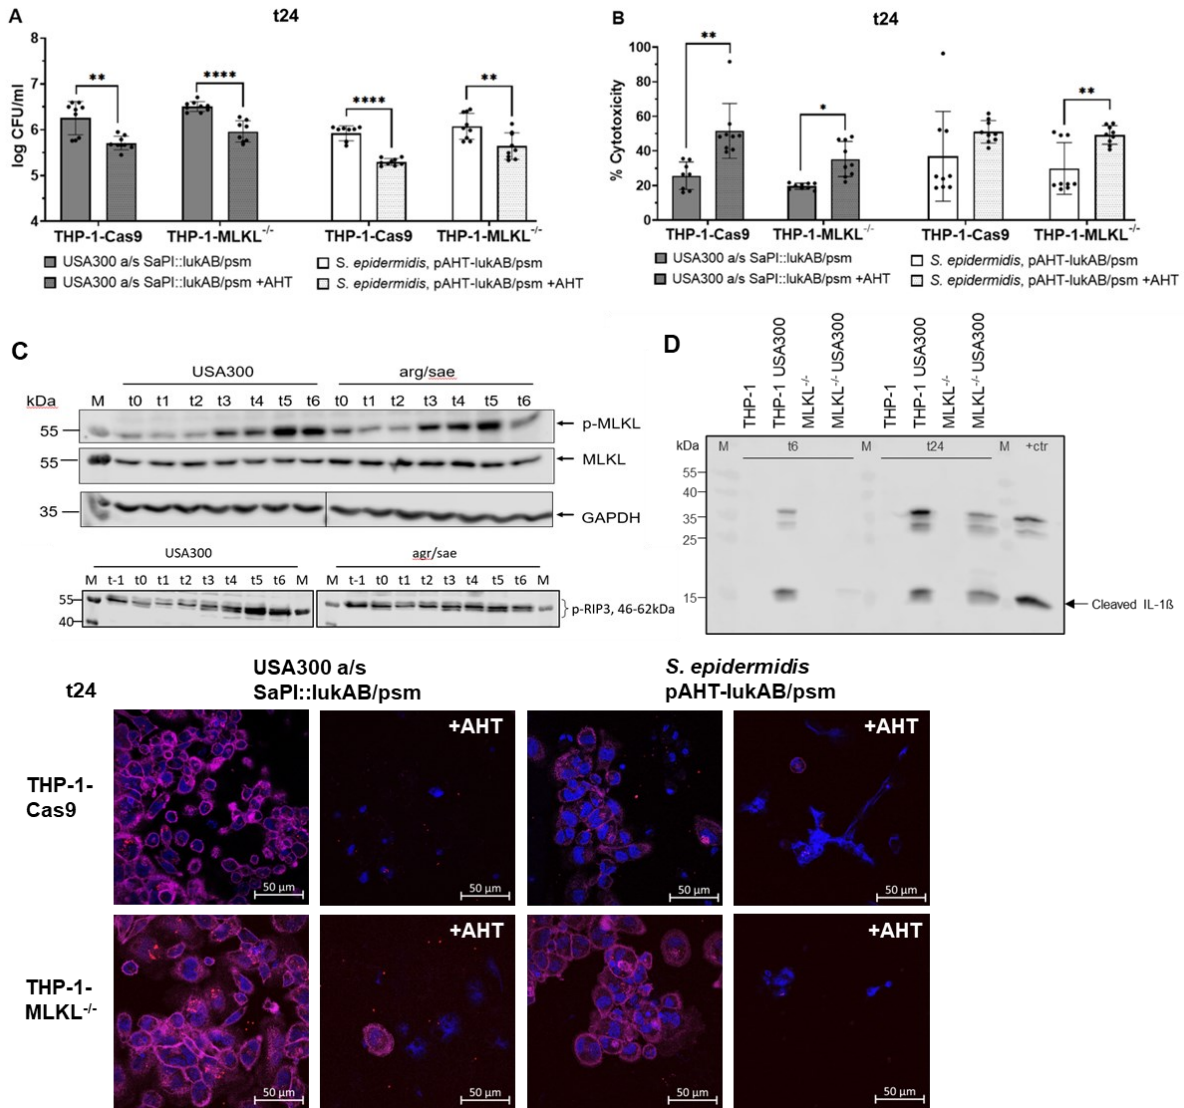 A
t24
log CFU/ml
8
7
6
5
4
**
****
****
**
THP-1-Cas9
THP-1-MLKL-/-
THP-1-Cas9
THP-1-MLKL-/-
USA300 a/s SaPI::lukAB/psm
USA300 a/s SaPI::lukAB/psm +AHT
S. epidermidis, pAHT-lukAB/psm
S. epidermidis, pAHT-lukAB/psm +AHT
B
t24
% Cytotoxicity
100
80
60
40
20
0
**
*
**
THP-1-Cas9
THP-1-MLKL-/-
THP-1-Cas9
THP-1-MLKL-/-
USA300 a/s SaPI::lukAB/psm
USA300 a/s SaPI::lukAB/psm +AHT
S. epidermidis, pAHT-lukAB/psm
S. epidermidis, pAHT-lukAB/psm +AHT
C
USA300
arg/sae
kDa M t0 t1 t2 t3 t4 t5 t6 t0 t1 t2 t3 t4 t5 t6
55
p-MLKL
55
MLKL
35
GAPDH
USA300
agr/sae
M t-1 t0 t1 t2 t3 t4 t5 t6 M M t0 t1 t2 t3 t4 t5 t6 M
55
40
p-RIP3, 46-62kDa
D
THP-1
THP-1 USA300
MLKL-/-
MLKL-/- USA300
THP-1
THP-1 USA300
MLKL-/-
MLKL-/- USA300
kDa M t6 M t24 M +ctr
55
40
35
25
15
Cleaved IL-1ß
t24
USA300 a/s
SaPI::lukAB/psm
S. epidermidis
pAHT-lukAB/psm
THP-1-
Cas9
+AHT
+AHT
50 µm
50 µm
50 µm
50 µm
THP-1-
MLKL-/-
+AHT
+AHT
50 µm
50 µm
50 µm
50 µm